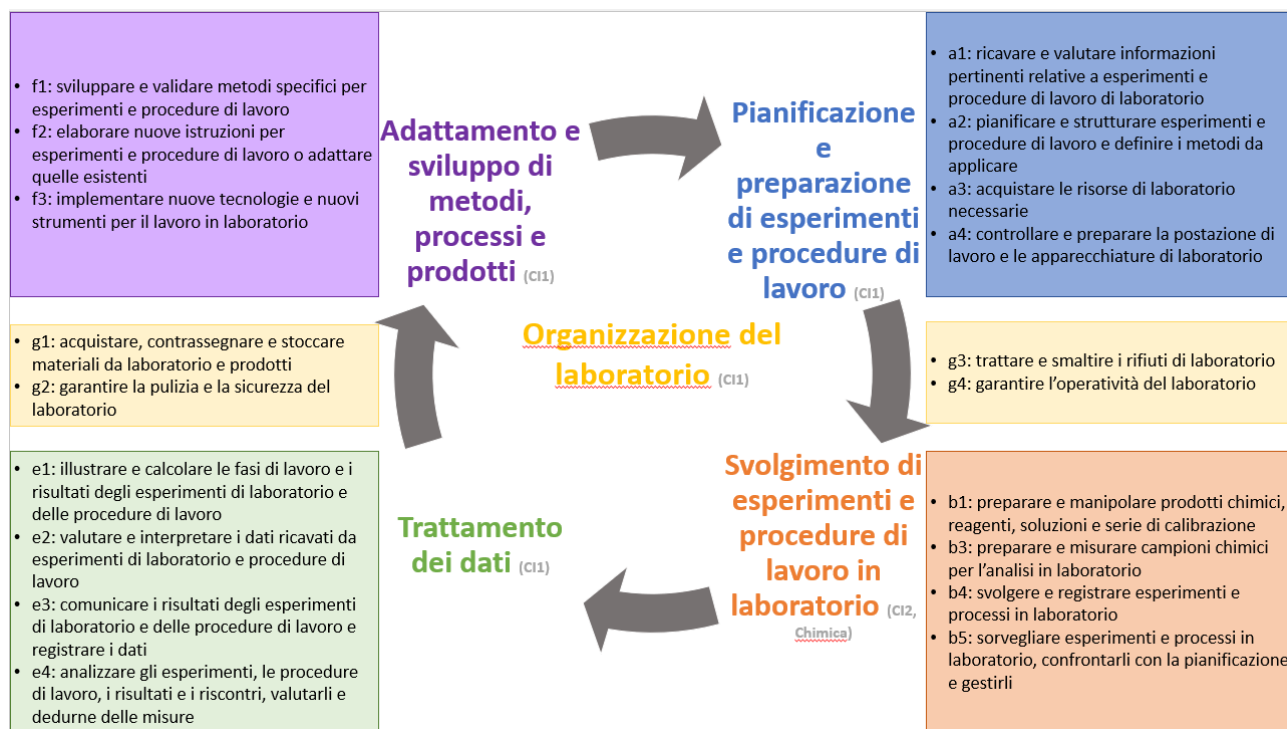 • f1: sviluppare e validare metodi specifici per
esperimenti e procedure di lavoro
• f2: elaborare nuove istruzioni per
esperimenti e procedure di lavoro o adattare
quelle esistenti
• f3: implementare nuove tecnologie e nuovi
strumenti per il lavoro in laboratorio
Adattamento e
sviluppo di
metodi,
processi e
prodotti (CI1)
Pianificazione
e
preparazione
di esperimenti
e procedure di
lavoro (CI1)
• a1: ricavare e valutare informazioni
pertinenti relative a esperimenti e
procedure di lavoro di laboratorio
• a2: pianificare e strutturare esperimenti e
procedure di lavoro e definire i metodi da
applicare
• a3: acquistare le risorse di laboratorio
necessarie
• a4: controllare e preparare la postazione di
lavoro e le apparecchiature di laboratorio
• g1: acquistare, contrassegnare e stoccare
materiali da laboratorio e prodotti
• g2: garantire la pulizia e la sicurezza del
laboratorio
Organizzazione del
laboratorio (CI1)
• g3: trattare e smaltire i rifiuti di laboratorio
• g4: garantire l'operatività del laboratorio
• e1: illustrare e calcolare le fasi di lavoro e i
risultati degli esperimenti di laboratorio e
delle procedure di lavoro
• e2: valutare e interpretare i dati ricavati da
esperimenti di laboratorio e procedure di
lavoro
• e3: comunicare i risultati degli esperimenti
di laboratorio e delle procedure di lavoro e
registrare i dati
• e4: analizzare gli esperimenti, le procedure
di lavoro, i risultati e i riscontri, valutarli e
dedurne delle misure
Trattamento
dei dati (CI1)
Svolgimento di
esperimenti e
procedure di
lavoro in
laboratorio (CI2,
Chimica)
• b1: preparare e manipolare prodotti chimici,
reagenti, soluzioni e serie di calibrazione
• b3: preparare e misurare campioni chimici
per l'analisi in laboratorio
• b4: svolgere e registrare esperimenti e
processi in laboratorio
• b5: sorvegliare esperimenti e processi in
laboratorio, confrontarli con la pianificazione
e gestirli